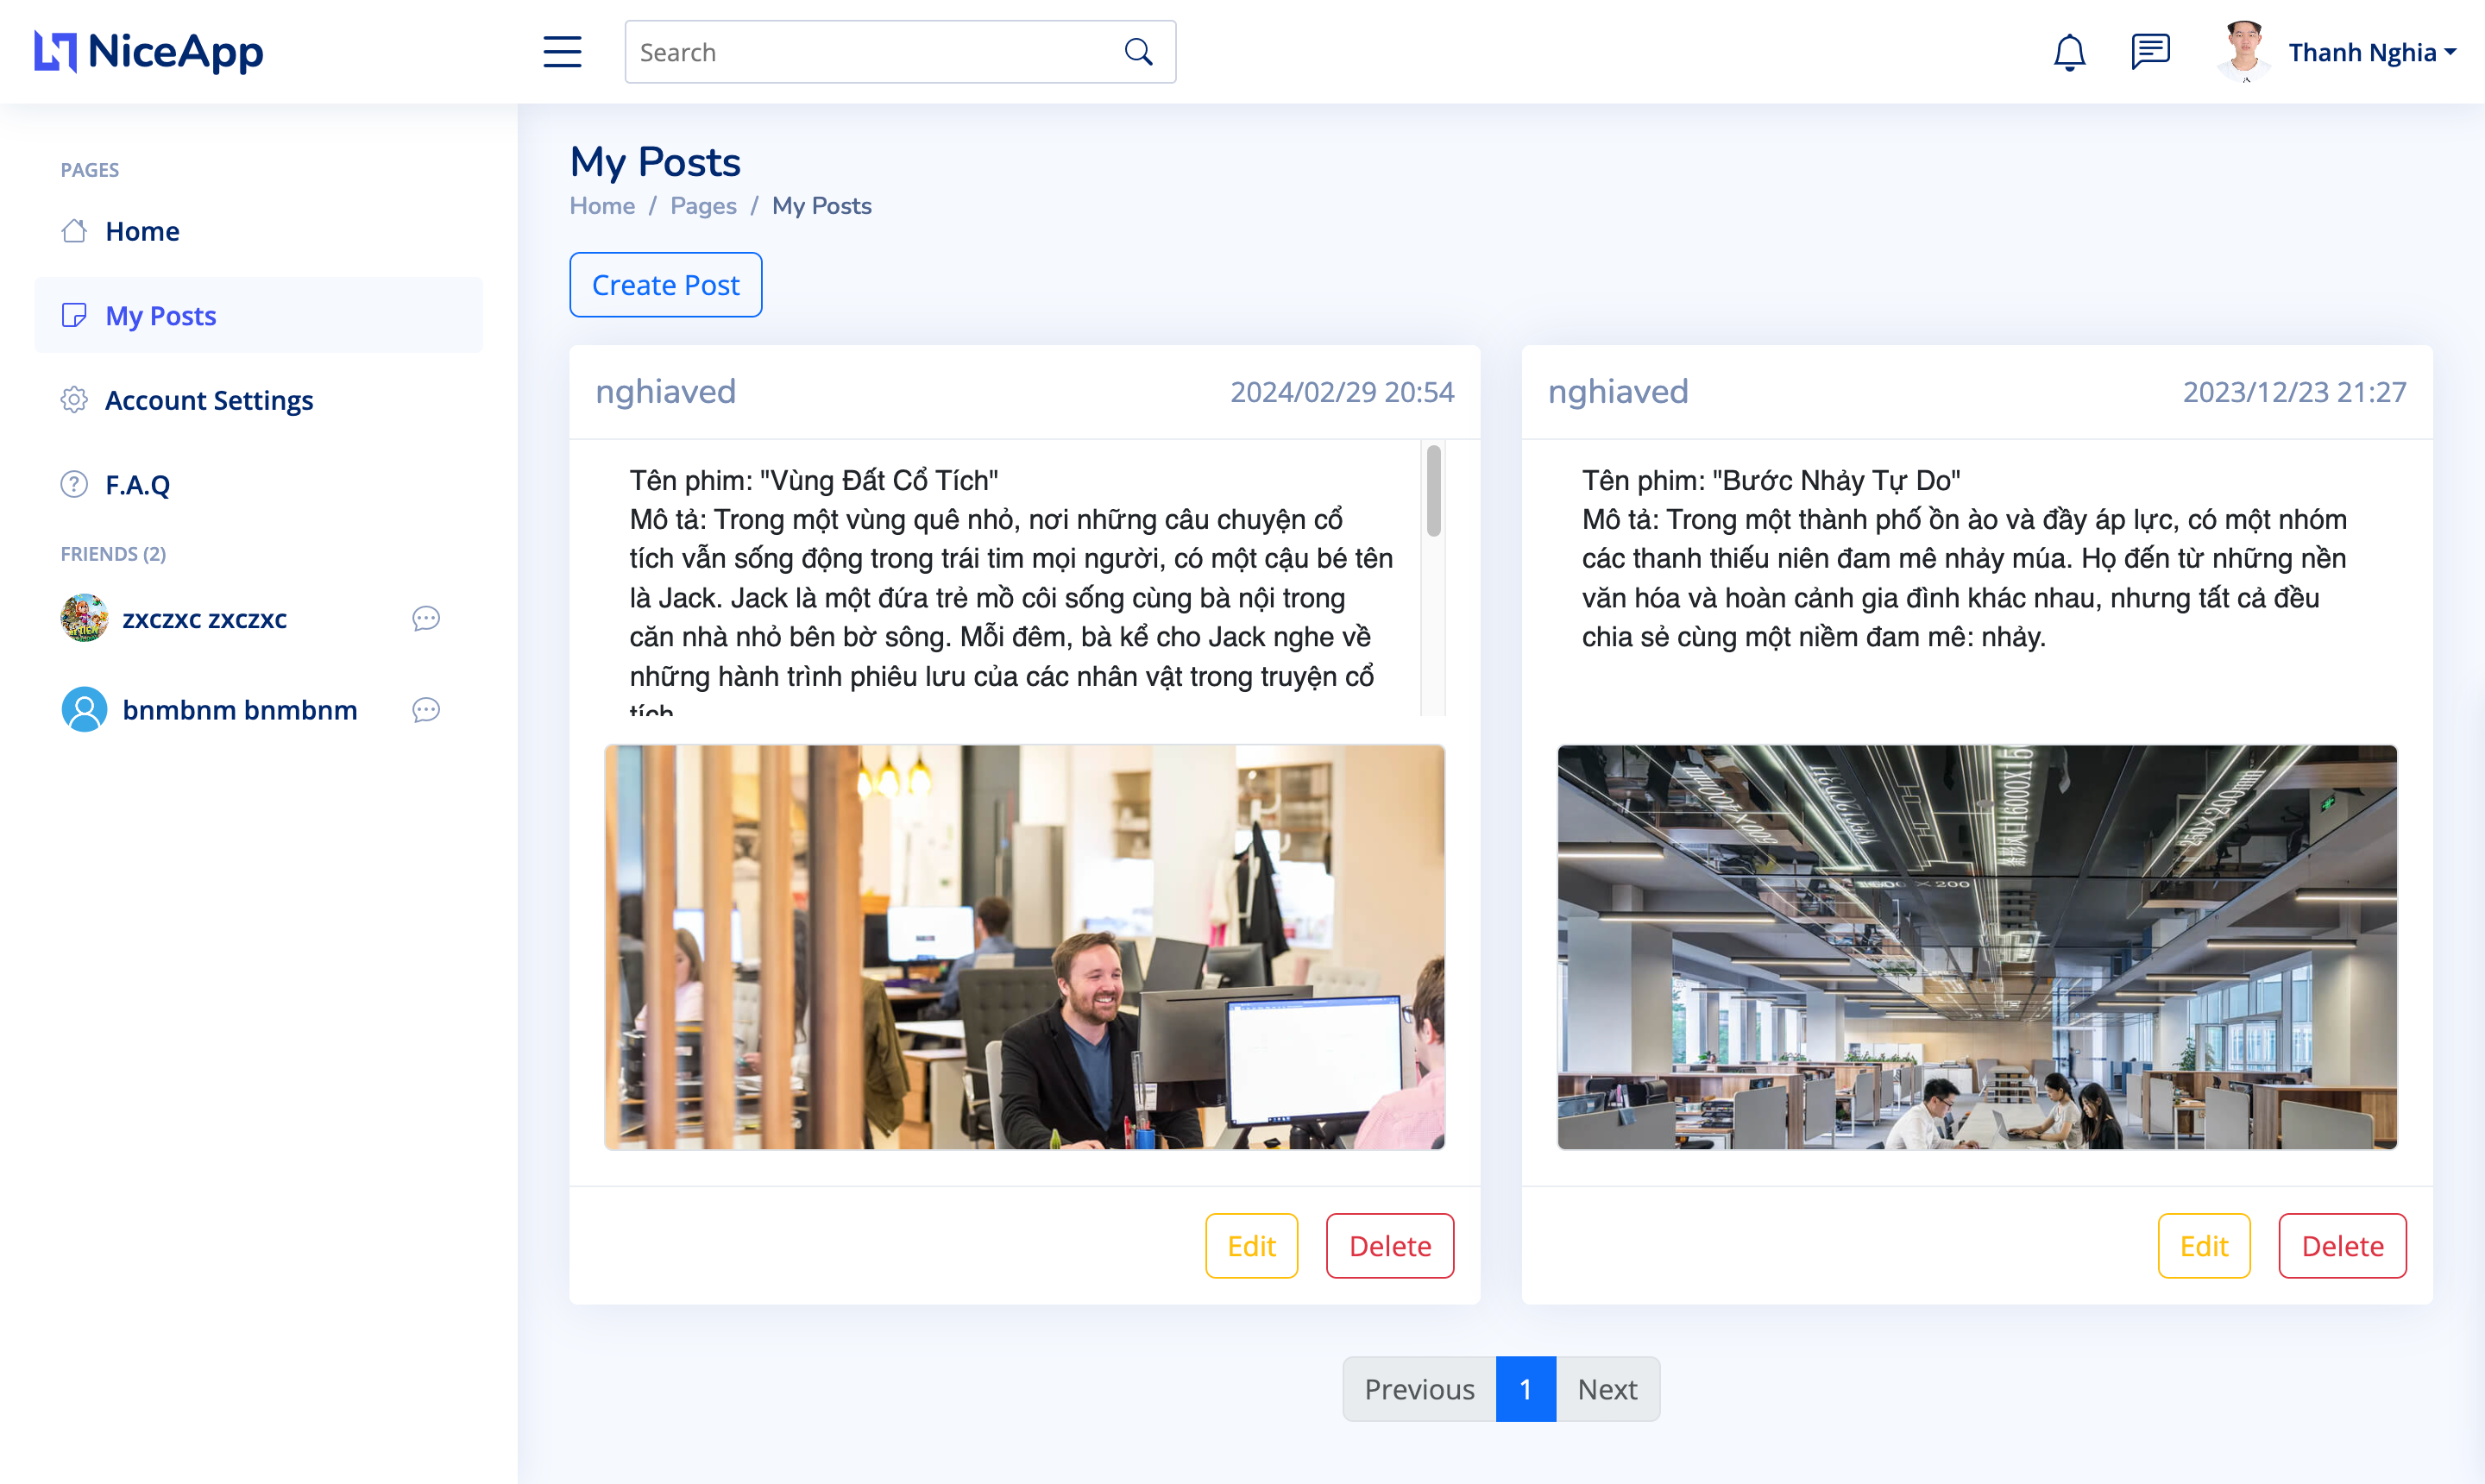 NiceApp
Search
Thanh Nghia
PAGES
Home
My Posts
Account Settings
F.A.Q
FRIENDS (2)
zxczxc zxczxc
bnmbnm bnmbnm
My Posts
Home / Pages / My Posts
Create Post
nghiaved
2024/02/29 20:54
Tên phim: "Vùng Đất Cổ Tích"
Mô tả: Trong một vùng quê nhỏ, nơi những câu chuyện cổ
tích vẫn sống động trong trái tim mọi người, có một cậu bé tên
là Jack. Jack là một đứa trẻ mồ côi sống cùng bà nội trong
căn nhà nhỏ bên bờ sông. Mỗi đêm, bà kể cho Jack nghe về
những hành trình phiêu lưu của các nhân vật trong truyện cổ
tích
Edit
Delete
nghiaved
2023/12/23 21:27
Tên phim: "Bước Nhảy Tự Do"
Mô tả: Trong một thành phố ồn ào và đầy áp lực, có một nhóm
các thanh thiếu niên đam mê nhảy múa. Họ đến từ những nền
văn hóa và hoàn cảnh gia đình khác nhau, nhưng tất cả đều
chia sẻ cùng một niềm đam mê: nhảy.
Edit
Delete
Previous
1
Next